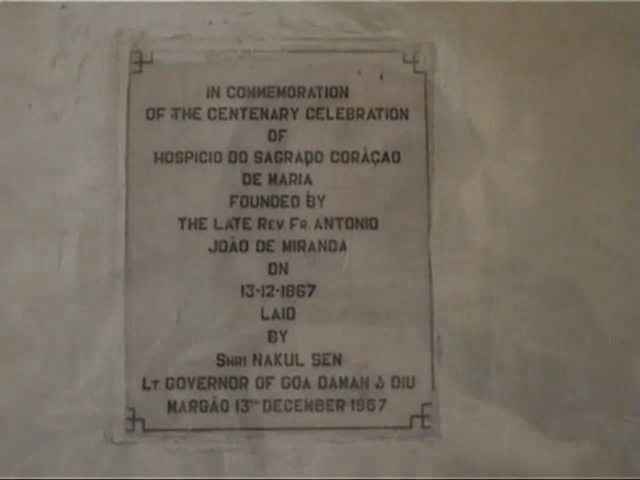 IN COMMEMORATION
OF THE CENTENARY CELEBRATION
OF
HOSPICIO DO SAGRADO CORAÇAO
DE MARIA
FOUNDED BY
THE LATE REV. FR. ANTONIO
JOÃO DE MIRANDA
ON
13-12-1867
LAID
BY
SHRI NAKUL SEN
LT. GOVERNOR OF GOA DAMAN & DIU
MARGÃO 13TH DECEMBER 1967